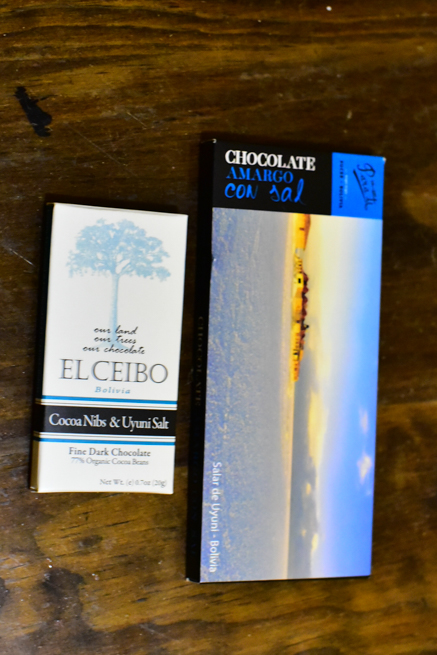 our land
our trees
our chocolate
EL CEIBO
Bolivia
Cocoa Nibs & Uyuni Salt
Fine Dark Chocolate
77% Organic Cocoa Beans
Net Wt. (e) 0.7oz (20g)
CHOCOLATE
AMARGO
con sal
Salar de Uyuni - Bolivia